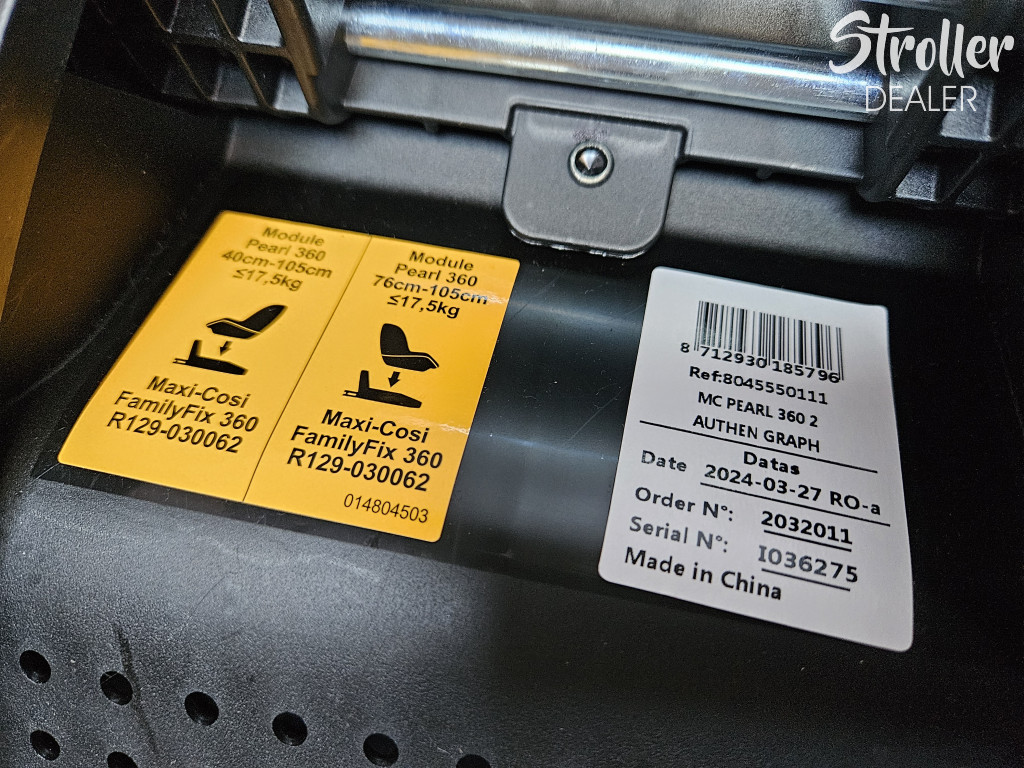 Stroller
DEALER
Module
Pearl 360
40cm-105cm
≤17,5kg
Maxi-Cosi
FamilyFix 360
R129-030062
Module
Pearl 360
76cm-105cm
≤17,5kg
Maxi-Cosi
FamilyFix 360
R129-030062
014804503
8 712930 185796
Ref:8045550111
MC PEARL 360 2
AUTHEN GRAPH
Datas
Date 2024-03-27 RO-a
Order N°: 2032011
Serial N°: I036275
Made in China